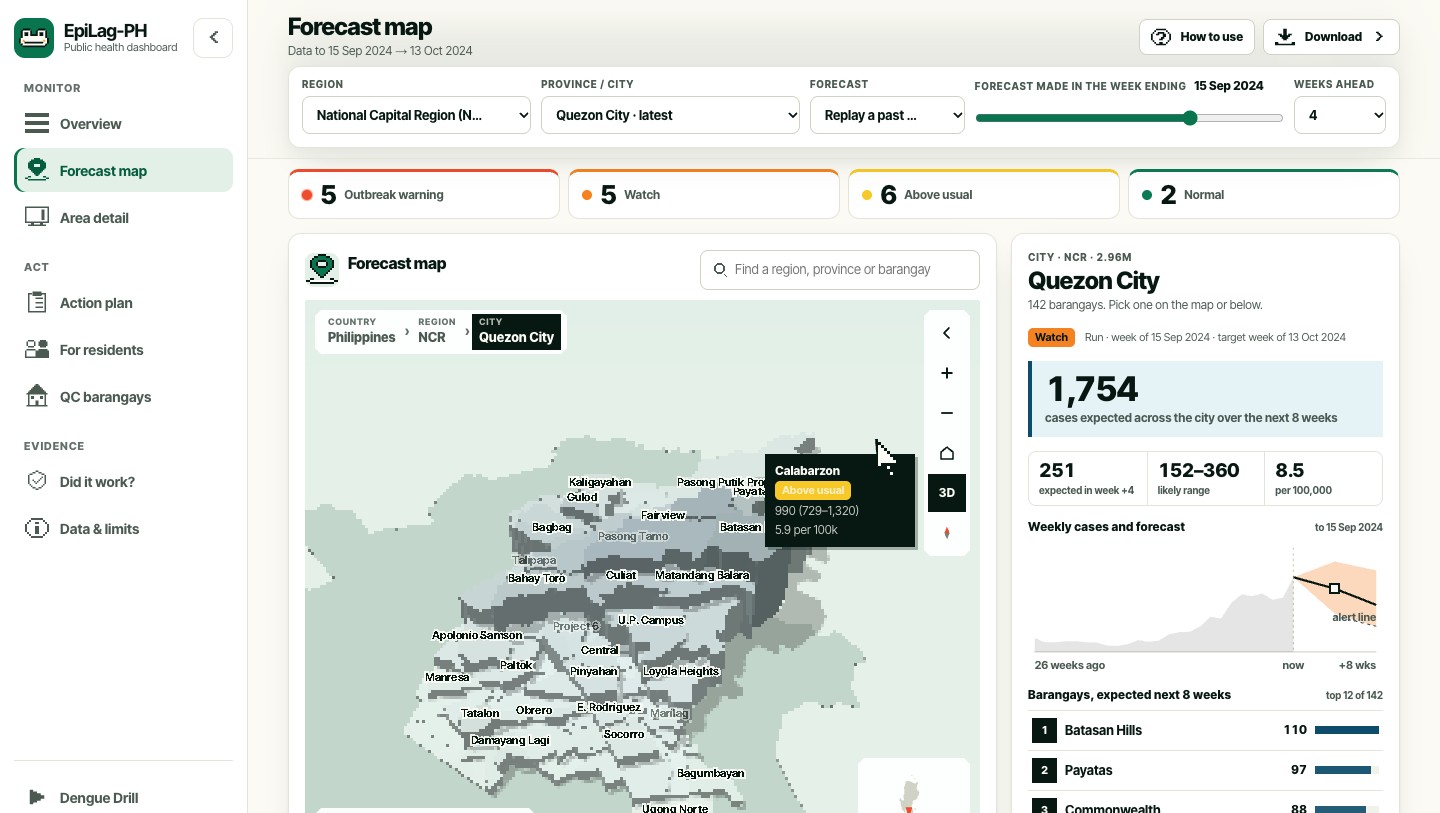 EpiLag-PH
Public health dashboard
MONITOR
Overview
Forecast map
Area detail
ACT
Action plan
For residents
QC barangays
EVIDENCE
Did it work?
Data & limits
Dengue Drill
Forecast map
Data to 15 Sep 2024 → 13 Oct 2024
How to use
Download
REGION
National Capital Region (N...
PROVINCE / CITY
Quezon City · latest
FORECAST
Replay a past ...
FORECAST MADE IN THE WEEK ENDING 15 Sep 2024
WEEKS AHEAD
4
5 Outbreak warning
5 Watch
6 Above usual
2 Normal
Forecast map
Find a region, province or barangay
COUNTRY
Philippines
REGION
NCR
CITY
Quezon City
3D
Calabarzon
Above usual
990 (729–1,320)
5.9 per 100k
Kaligayahan
Pasong Putik Prop
Gulod
Payata
Fairview
Bagbag
Batasan
Pasong Tamo
Talipapa
Bahay Toro
Culiat
Matandang Balara
U.P. Campus
Project 6
Apolonio Samson
Central
Paltok
Pinyahan
Loyola Heights
Manresa
E. Rodriguez
Tatalon
Obrero
Marilag
Socorro
Damayang Lagi
Bagumbayan
Ugong Norte
CITY · NCR · 2.96M
Quezon City
142 barangays. Pick one on the map or below.
Watch
Run · week of 15 Sep 2024 · target week of 13 Oct 2024
1,754
cases expected across the city over the next 8 weeks
251
expected in week +4
152–360
likely range
8.5
per 100,000
Weekly cases and forecast
to 15 Sep 2024
alert line
26 weeks ago
now
+8 wks
Barangays, expected next 8 weeks
top 12 of 142
1 Batasan Hills 110
2 Payatas 97
3 Commonwealth 88